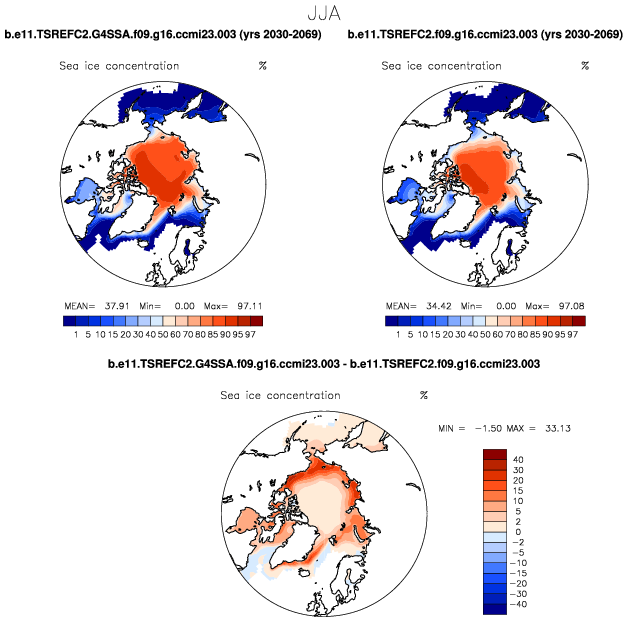 JJA
b.e11.TSREFC2.G4SSA.f09.g16.ccmi23.003 (yrs 2030-2069)
b.e11.TSREFC2.f09.g16.ccmi23.003 (yrs 2030-2069)
Sea ice concentration %
Sea ice concentration %
MEAN= 37.91 Min= 0.00 Max= 97.11
MEAN= 34.42 Min= 0.00 Max= 97.08
1 5 10 15 20 30 40 50 60 70 80 85 90 95 97
1 5 10 15 20 30 40 50 60 70 80 85 90 95 97
b.e11.TSREFC2.G4SSA.f09.g16.ccmi23.003 - b.e11.TSREFC2.f09.g16.ccmi23.003
Sea ice concentration %
MIN = -1.50 MAX = 33.13
40
30
20
15
10
5
2
0
-2
-5
-10
-15
-20
-30
-40